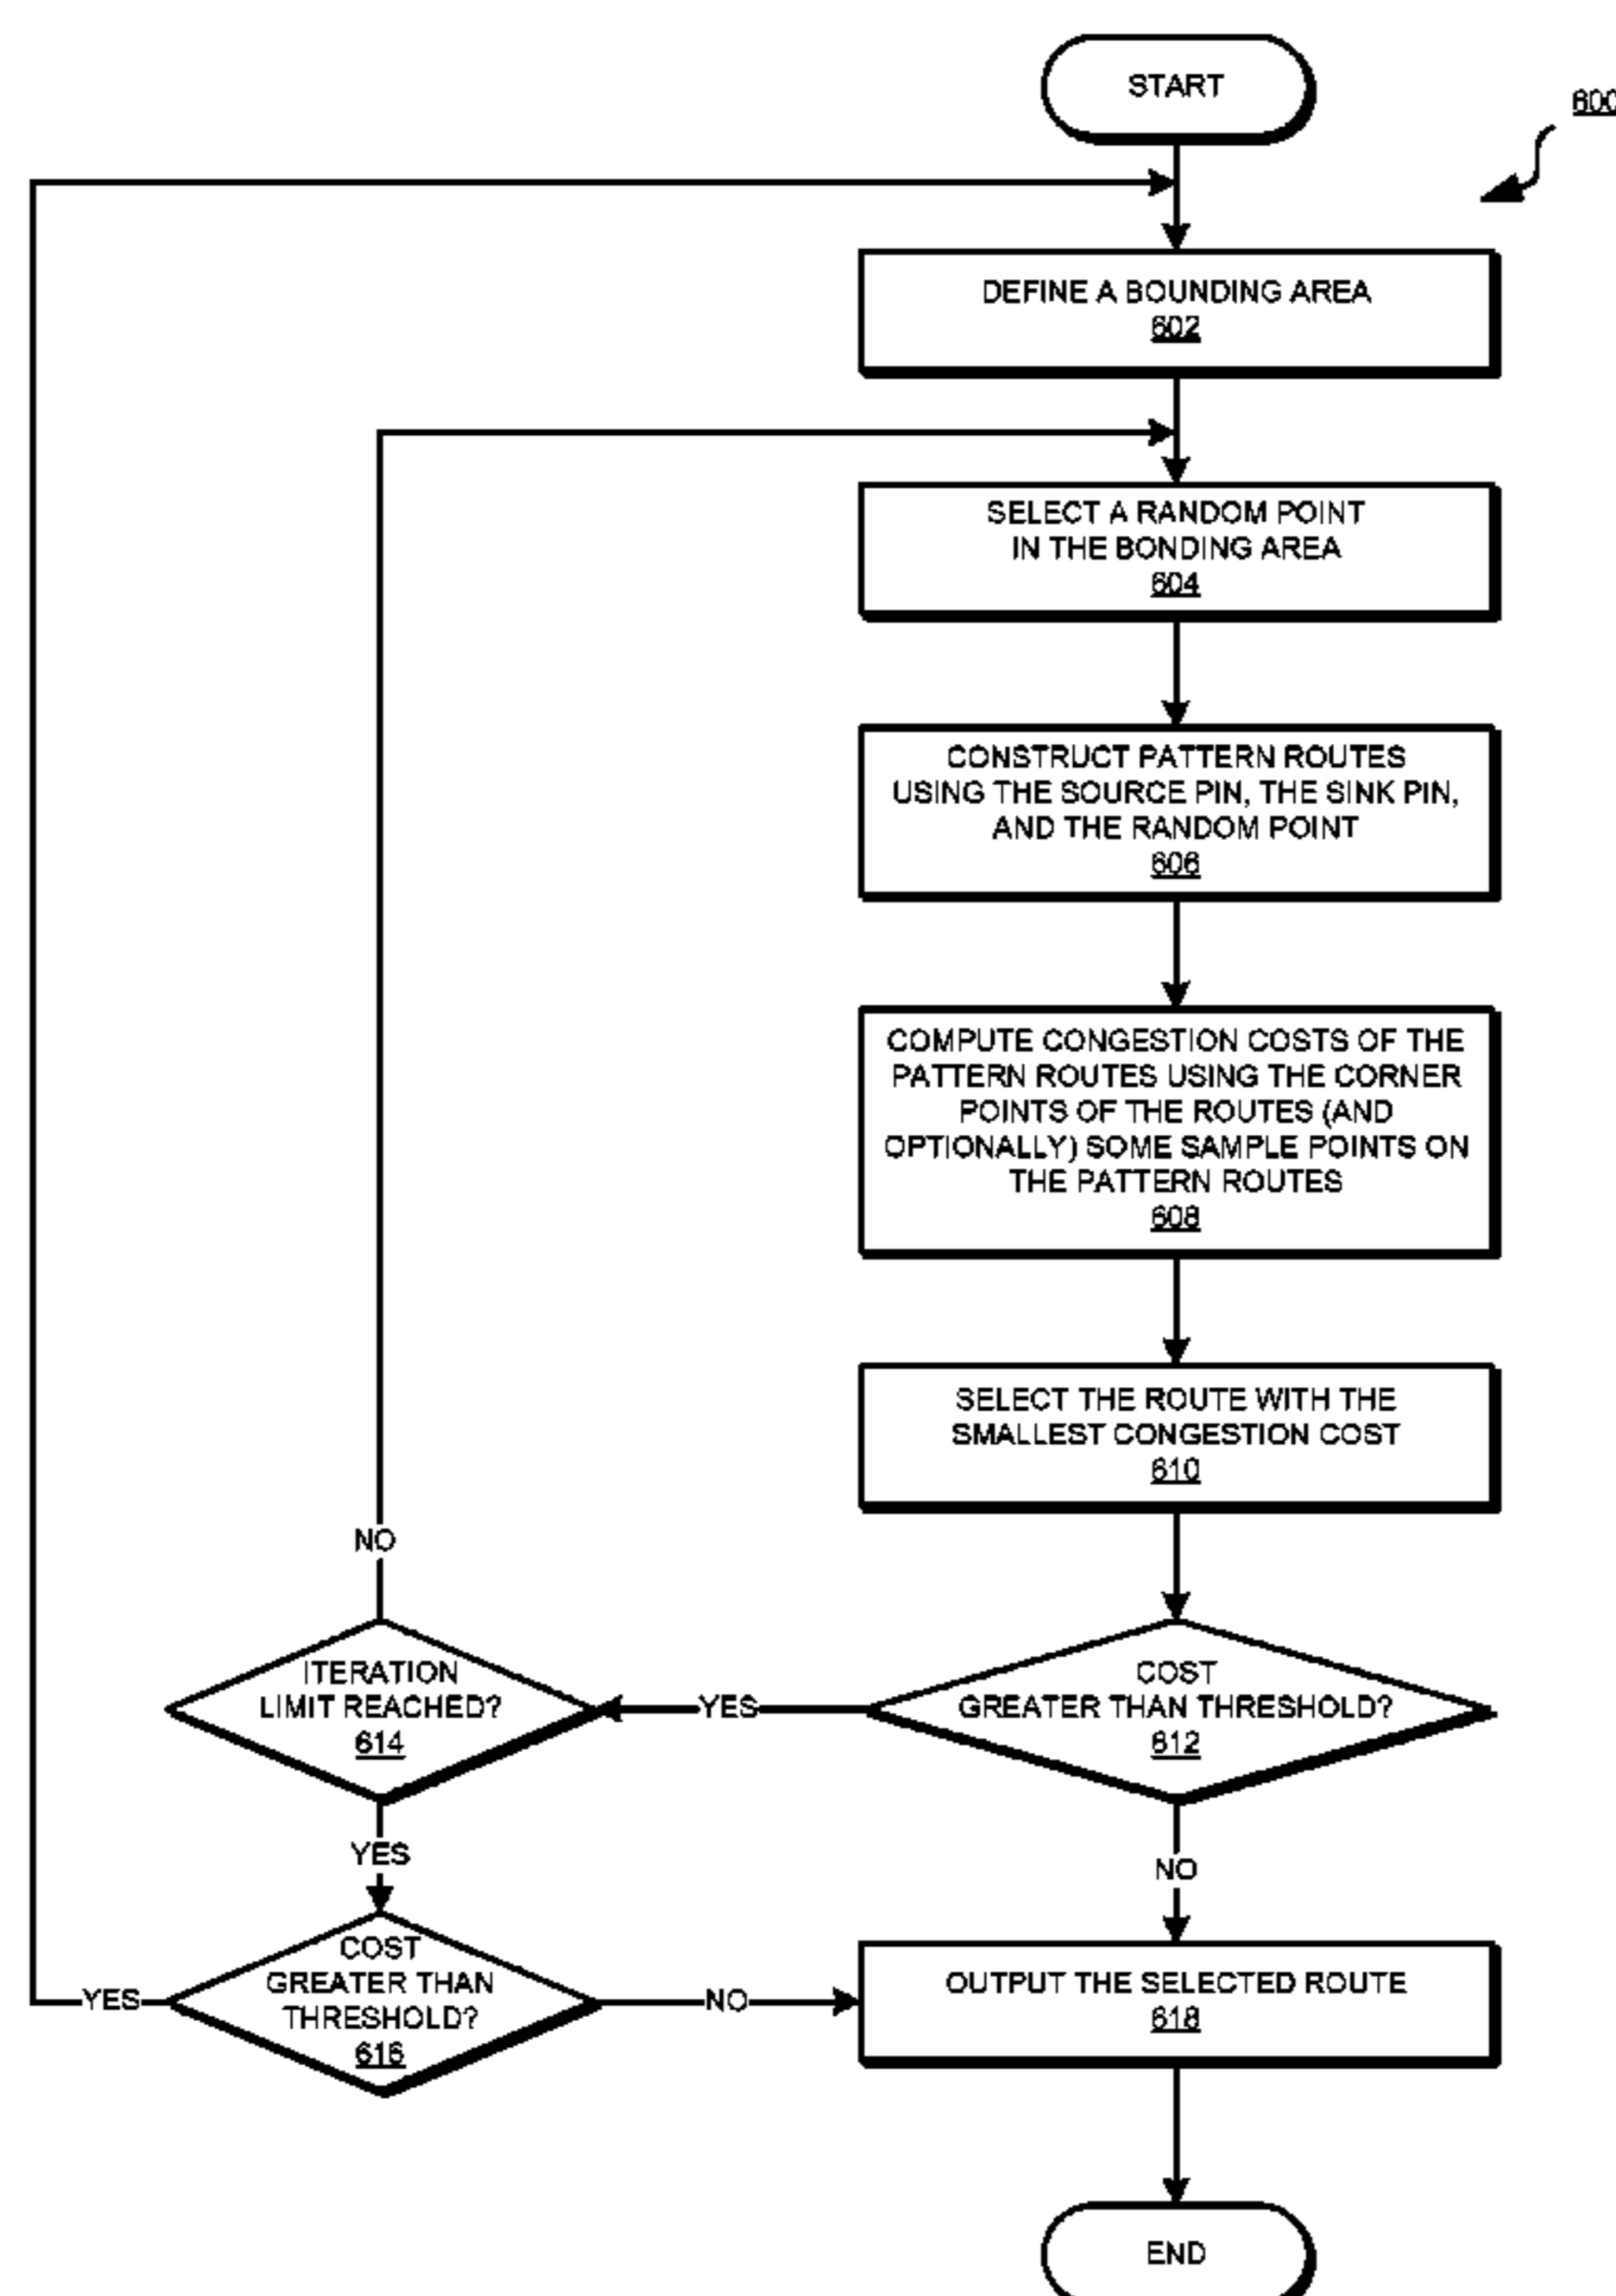 START
600
DEFINE A BOUNDING AREA
602
SELECT A RANDOM POINT
IN THE BONDING AREA
604
CONSTRUCT PATTERN ROUTES
USING THE SOURCE PIN, THE SINK PIN,
AND THE RANDOM POINT
606
COMPUTE CONGESTION COSTS OF THE
PATTERN ROUTES USING THE CORNER
POINTS OF THE ROUTES (AND
OPTIONALLY) SOME SAMPLE POINTS ON
THE PATTERN ROUTES
608
SELECT THE ROUTE WITH THE
SMALLEST CONGESTION COST
610
NO
ITERATION
LIMIT REACHED?
614
YES
COST
GREATER THAN THRESHOLD?
612
YES
NO
COST
GREATER THAN
THRESHOLD?
616
YES
NO
OUTPUT THE SELECTED ROUTE
618
END